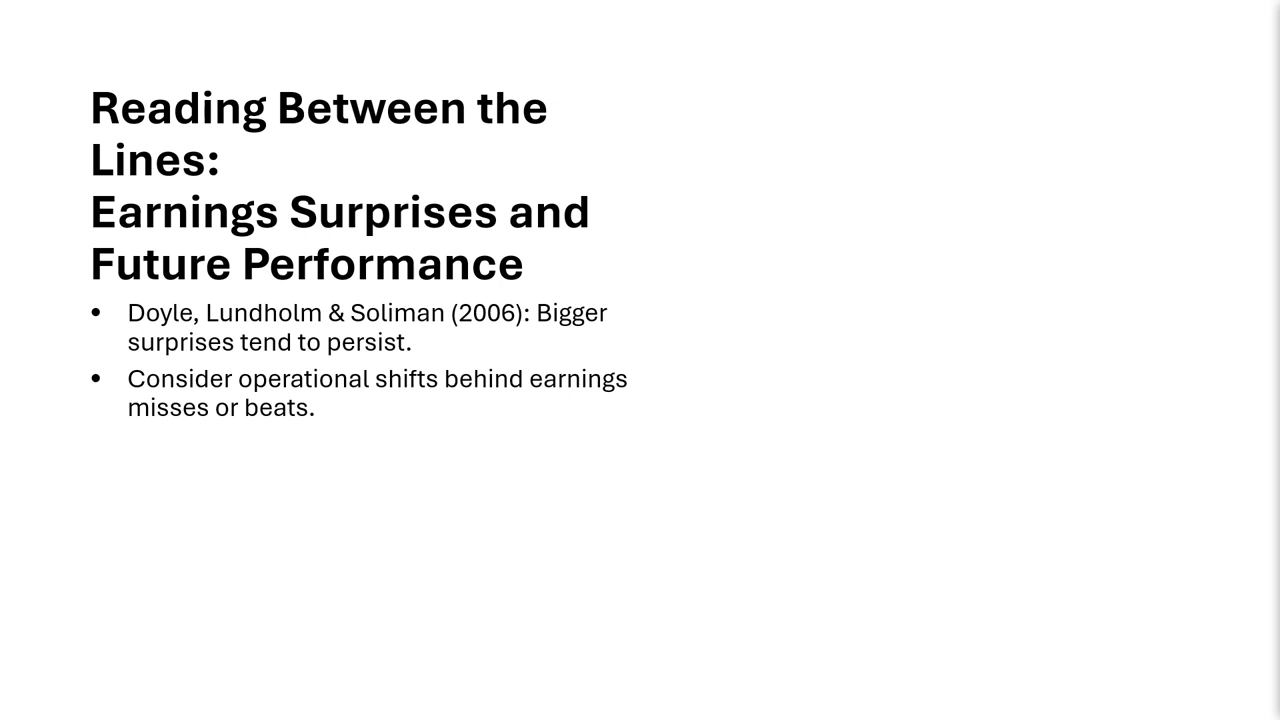 Reading Between the
Lines:
Earnings Surprises and
Future Performance
• Doyle, Lundholm & Soliman (2006): Bigger
surprises tend to persist.
• Consider operational shifts behind earnings
misses or beats.